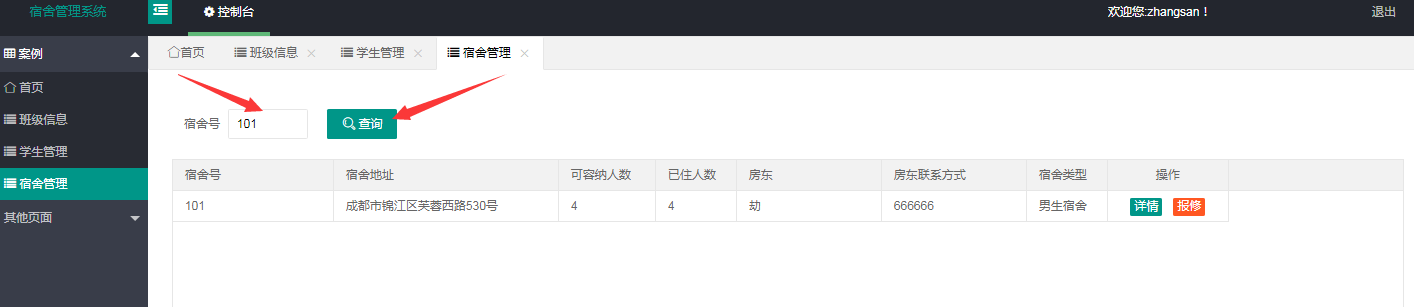 宿舍管理系统
控制台
欢迎您:zhangsan！
退出
案例
首页
班级信息
学生管理
宿舍管理
其他页面
首页 班级信息 学生管理 宿舍管理
宿舍号 101 查询
宿舍号 宿舍地址 可容纳人数 已住人数 房东 房东联系方式 宿舍类型 操作
101 成都市锦江区芙蓉西路530号 4 4 劫 666666 男生宿舍 详情 报修